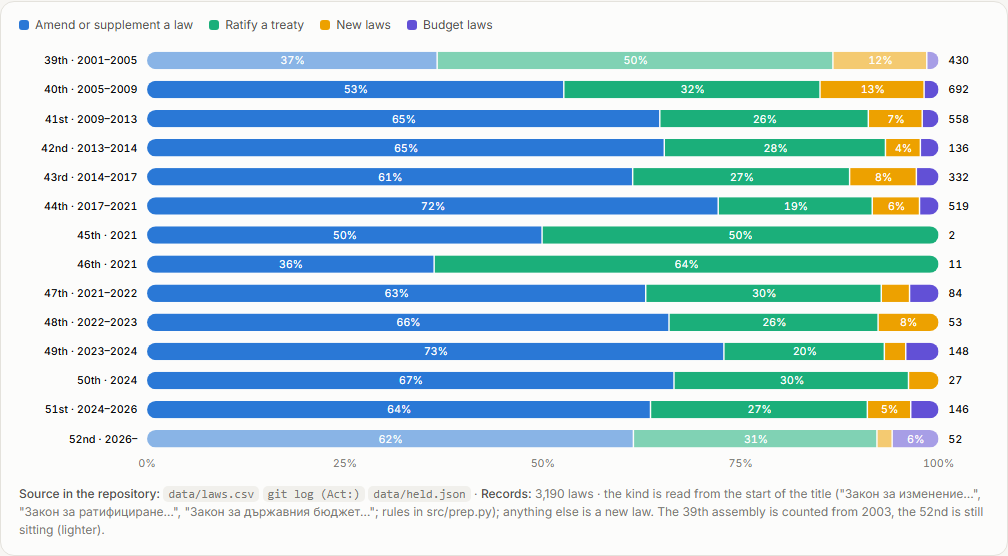 Amend or supplement a law Ratify a treaty New laws Budget laws
39th · 2001–2005 37% 50% 12% 430
40th · 2005–2009 53% 32% 13% 692
41st · 2009–2013 65% 26% 7% 558
42nd · 2013–2014 65% 28% 4% 136
43rd · 2014–2017 61% 27% 8% 332
44th · 2017–2021 72% 19% 6% 519
45th · 2021 50% 50% 2
46th · 2021 36% 64% 11
47th · 2021–2022 63% 30% 84
48th · 2022–2023 66% 26% 8% 53
49th · 2023–2024 73% 20% 148
50th · 2024 67% 30% 27
51st · 2024–2026 64% 27% 5% 146
52nd · 2026– 62% 31% 6% 52
0% 25% 50% 75% 100%
Source in the repository: data/laws.csv git log (Act:) data/held.json · Records: 3,190 laws · the kind is read from the start of the title ("Закон за изменение...",
"Закон за ратифициране...", "Закон за държавния бюджет..."; rules in src/prep.py); anything else is a new law. The 39th assembly is counted from 2003, the 52nd is still
sitting (lighter).